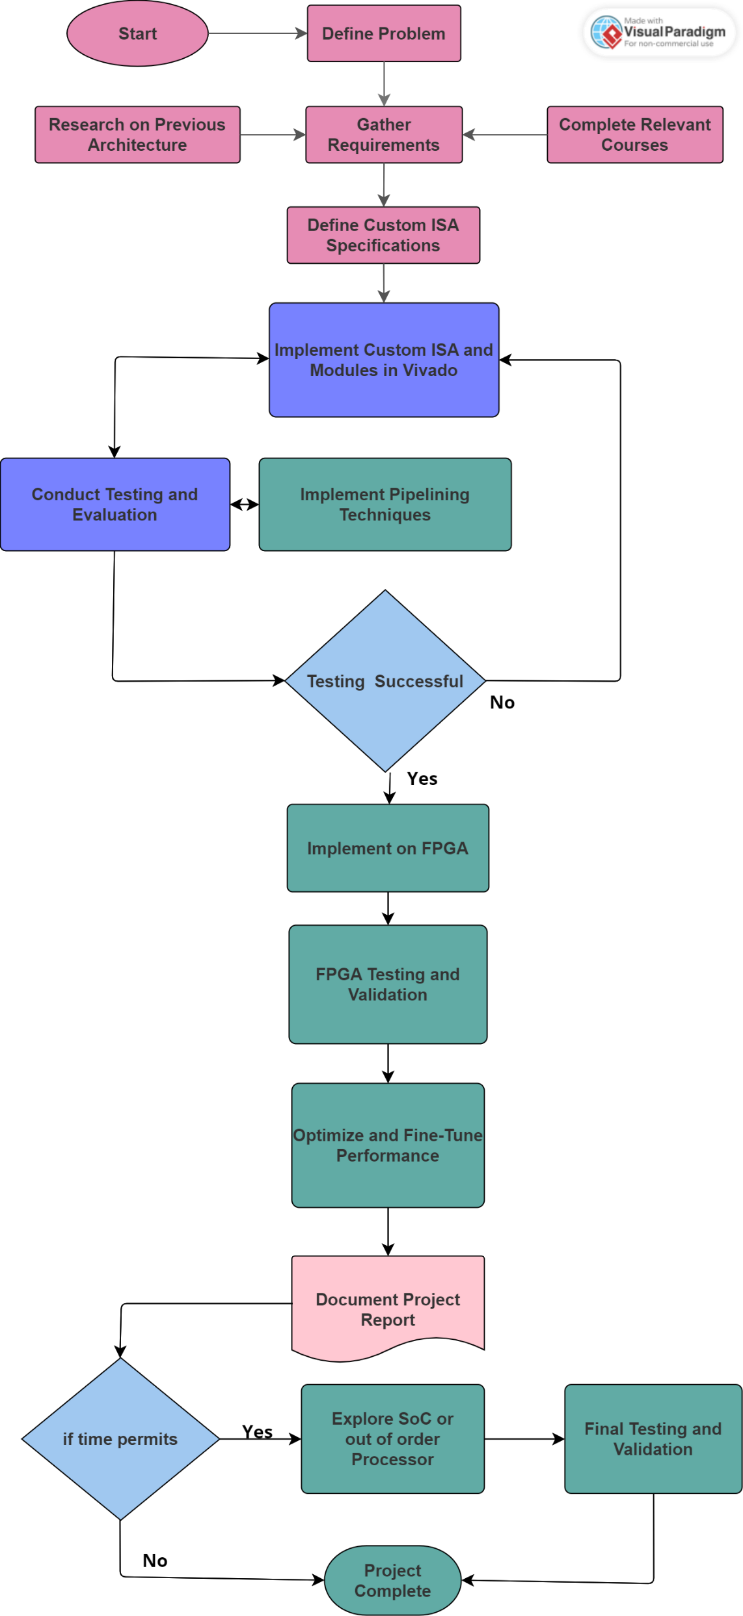 Start
Define Problem
Made with
Visual Paradigm
For non-commercial use
Research on Previous
Architecture
Gather
Requirements
Complete Relevant
Courses
Define Custom ISA
Specifications
Implement Custom ISA and
Modules in Vivado
Conduct Testing and
Evaluation
Implement Pipelining
Techniques
Testing Successful
No
Yes
Implement on FPGA
FPGA Testing and
Validation
Optimize and Fine-Tune
Performance
Document Project
Report
if time permits
Yes
Explore SoC or
out of order
Processor
Final Testing and
Validation
No
Project
Complete